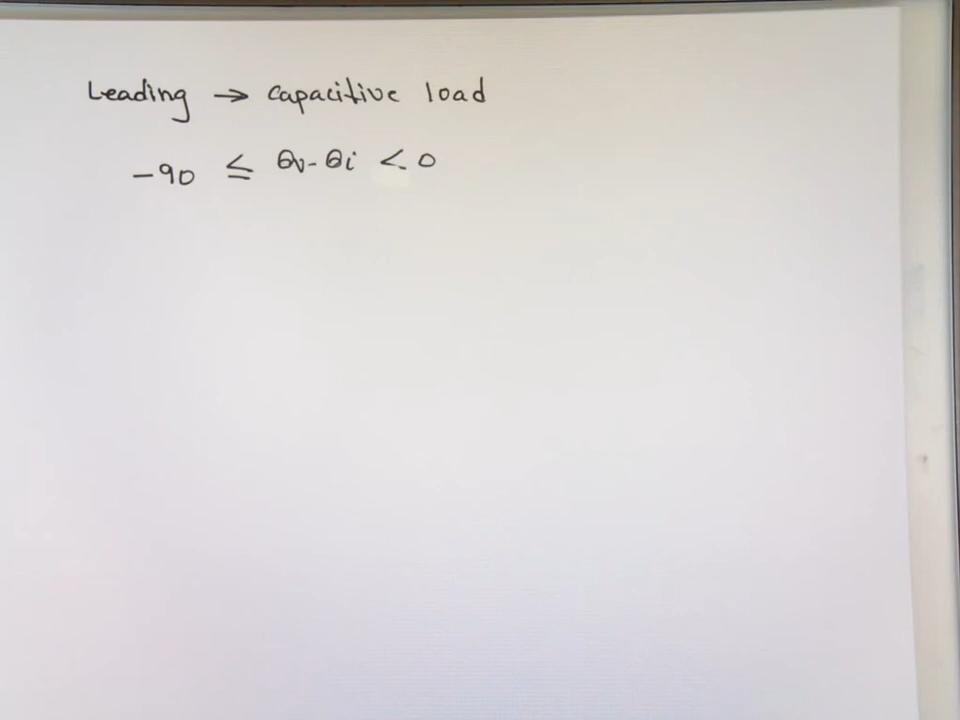 Leading → capacitive load
-90 ≤ θv - θi < 0